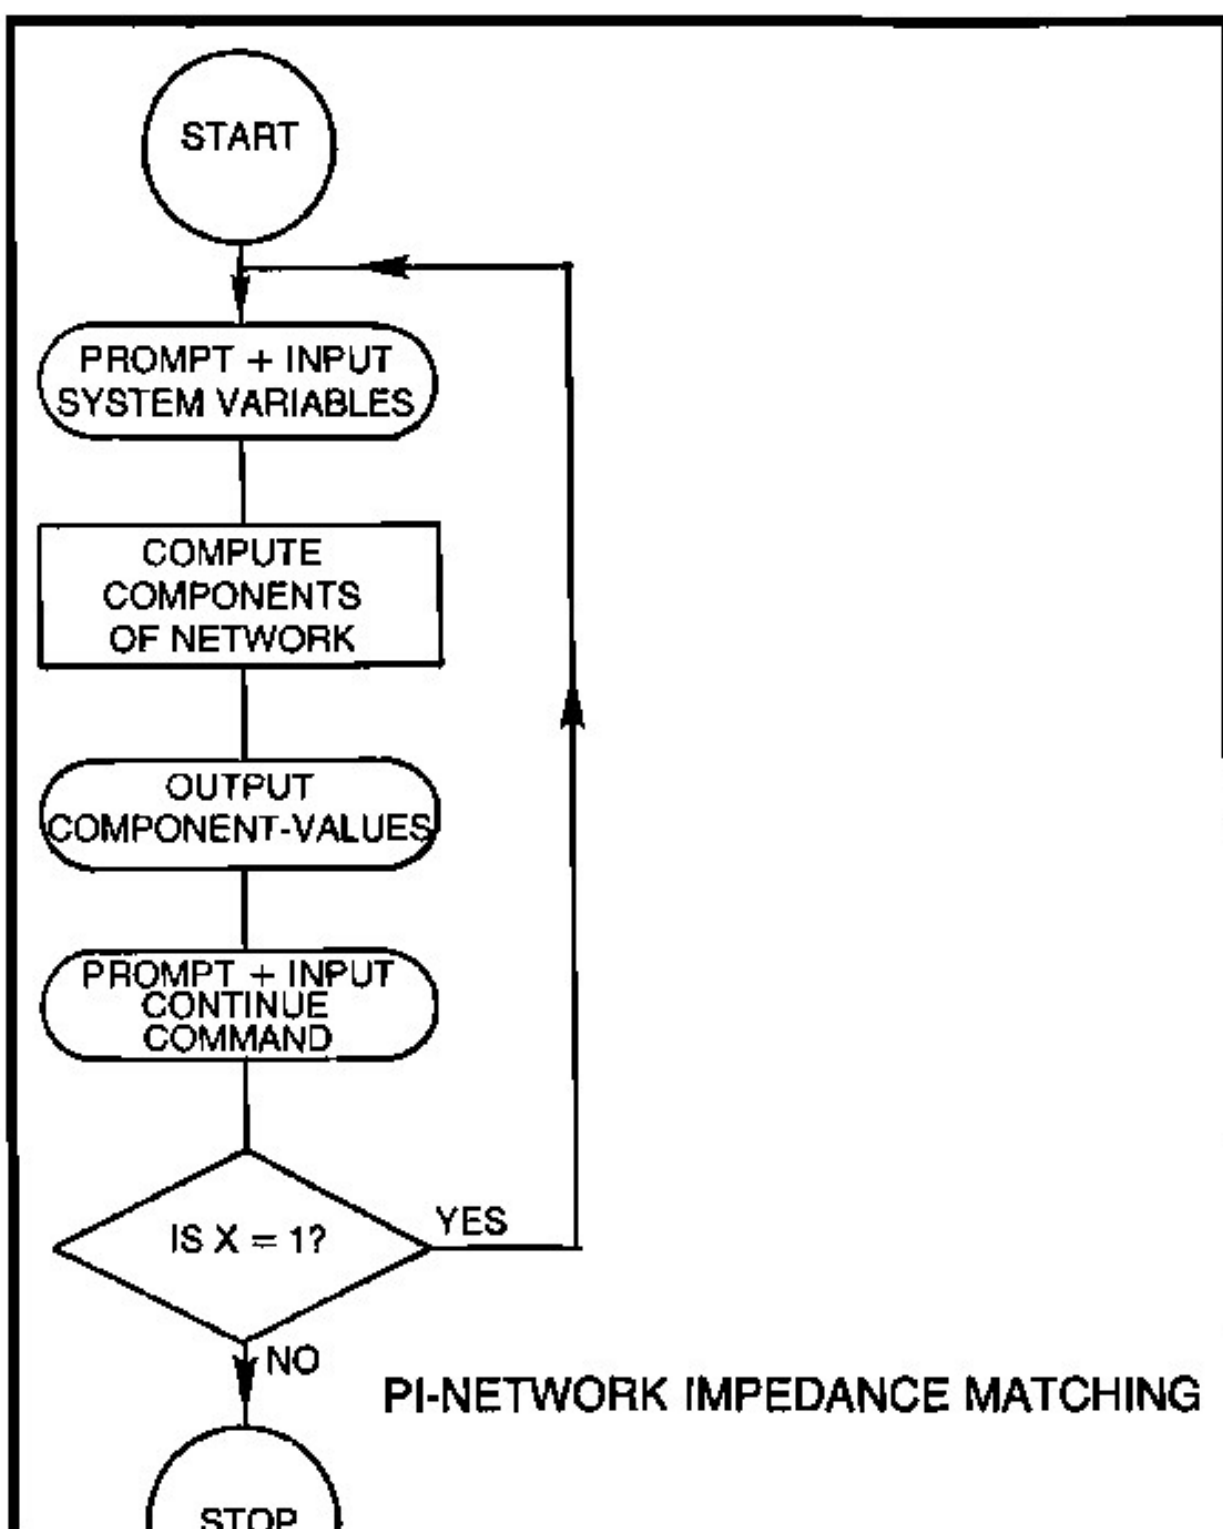 START
PROMPT + INPUT
SYSTEM VARIABLES
COMPUTE
COMPONENTS
OF NETWORK
OUTPUT
COMPONENT-VALUES
PROMPT + INPUT
CONTINUE
COMMAND
IS X = 1?
YES
NO
PI-NETWORK IMPEDANCE MATCHING
STOP